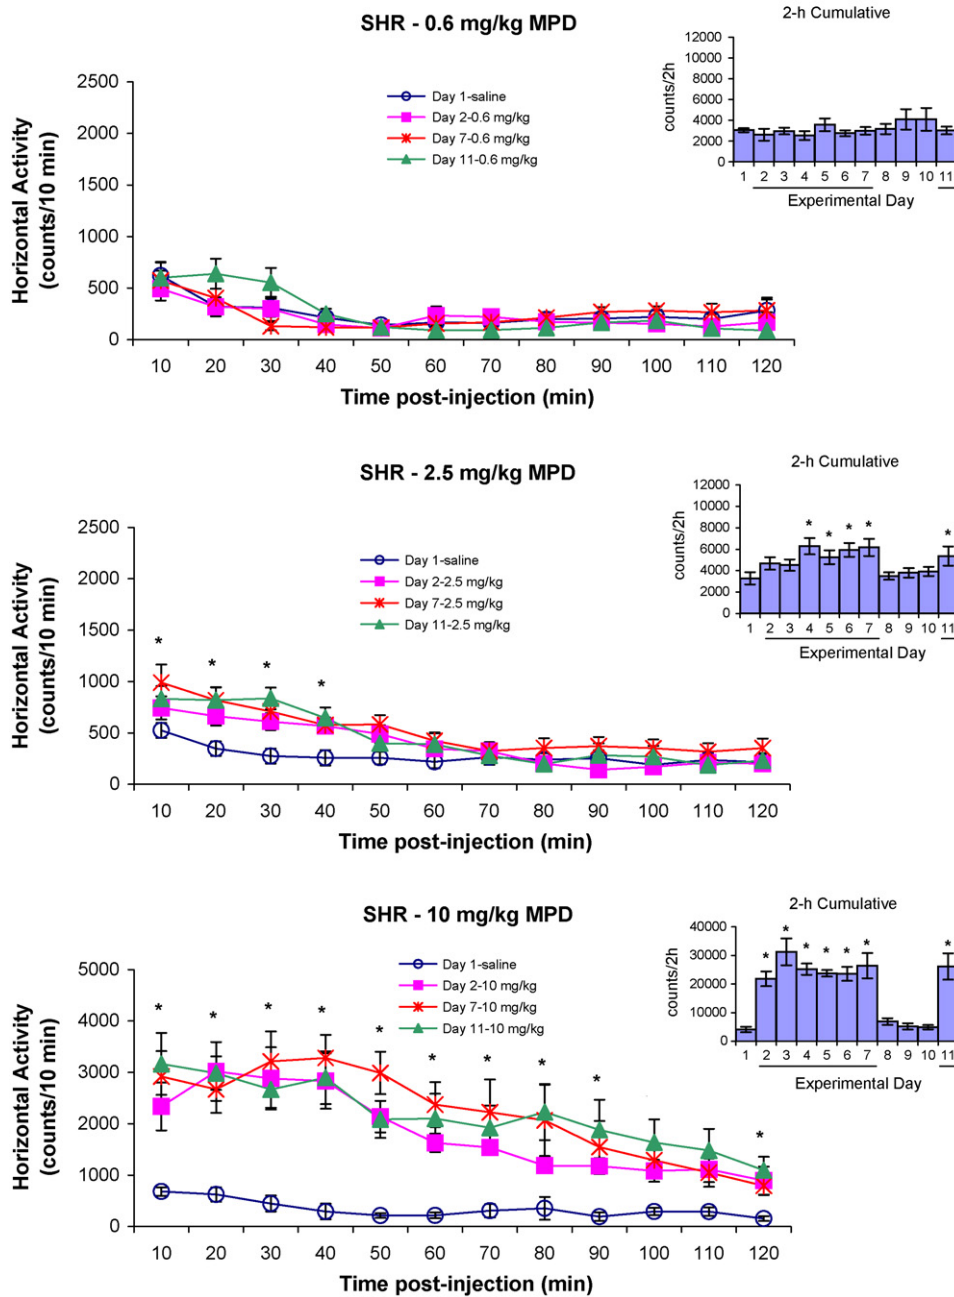 SHR - 0.6 mg/kg MPD
2-h Cumulative
Horizontal Activity
(counts/10 min)
2500
2000
1500
1000
500
0
Day 1-saline
Day 2-0.6 mg/kg
Day 7-0.6 mg/kg
Day 11-0.6 mg/kg
10 20 30 40 50 60 70 80 90 100 110 120
Time post-injection (min)
counts/2h
12000
10000
8000
6000
4000
2000
0
1 2 3 4 5 6 7 8 9 10 11
Experimental Day
SHR - 2.5 mg/kg MPD
2-h Cumulative
Horizontal Activity
(counts/10 min)
2500
2000
1500
1000
500
0
Day 1-saline
Day 2-2.5 mg/kg
Day 7-2.5 mg/kg
Day 11-2.5 mg/kg
* * * *
10 20 30 40 50 60 70 80 90 100 110 120
Time post-injection (min)
counts/2h
12000
10000
8000
6000
4000
2000
0
* * * * *
1 2 3 4 5 6 7 8 9 10 11
Experimental Day
SHR - 10 mg/kg MPD
2-h Cumulative
Horizontal Activity
(counts/10 min)
5000
4000
3000
2000
1000
0
Day 1-saline
Day 2-10 mg/kg
Day 7-10 mg/kg
Day 11-10 mg/kg
* * * * * * * * * *
10 20 30 40 50 60 70 80 90 100 110 120
Time post-injection (min)
counts/2h
40000
30000
20000
10000
0
* * * * * * *
1 2 3 4 5 6 7 8 9 10 11
Experimental Day